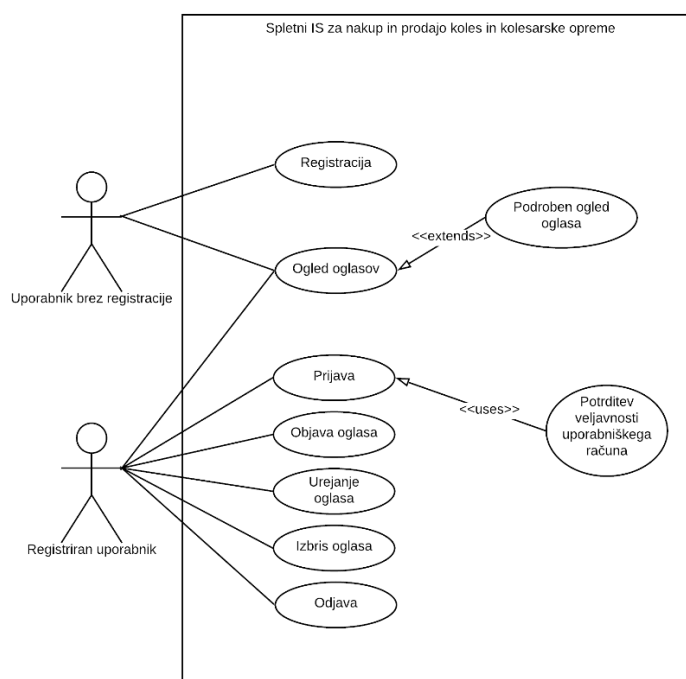 Spletni IS za nakup in prodajo koles in kolesarske opreme
Registracija
Podroben ogled
oglasa
<<extends>>
Ogled oglasov
Uporabnik brez registracije
Prijava
<<uses>>
Potrditev
veljavnosti
uporabniškega
računa
Objava oglasa
Urejanje
oglasa
Registriran uporabnik
Izbris oglasa
Odjava